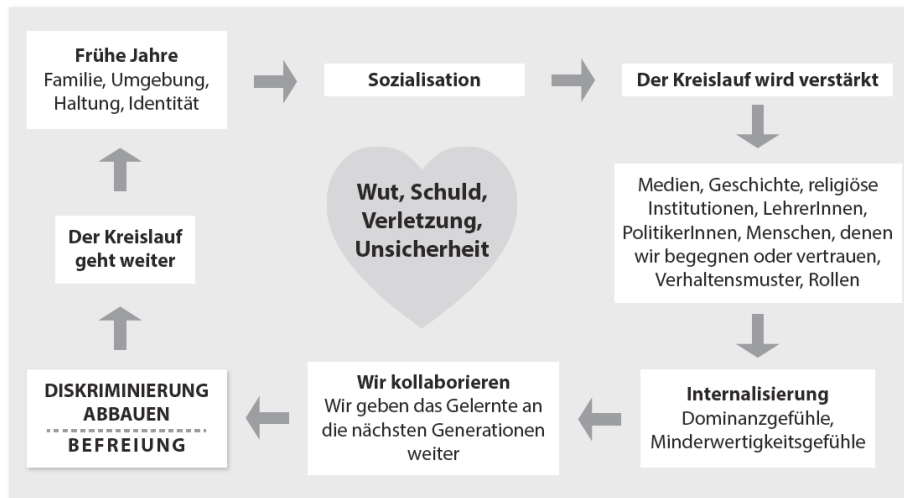 Frühe Jahre
Familie, Umgebung,
Haltung, Identität
Sozialisation
Der Kreislauf wird verstärkt
Medien, Geschichte, religiöse
Institutionen, LehrerInnen,
PolitikerInnen, Menschen, denen
wir begegnen oder vertrauen,
Verhaltensmuster, Rollen
Internalisierung
Dominanzgefühle,
Minderwertigkeitsgefühle
Wir kollaborieren
Wir geben das Gelernte an
die nächsten Generationen
weiter
DISKRIMINIERUNG
ABBAUEN
BEFREIUNG
Der Kreislauf
geht weiter
Wut, Schuld,
Verletzung,
Unsicherheit